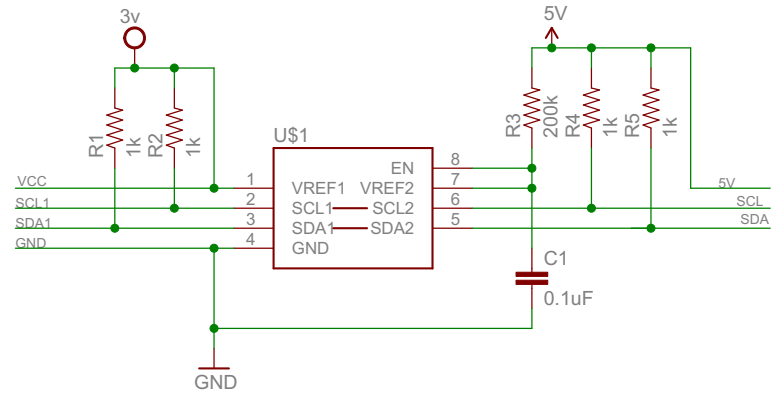 3v
5V
R1
1k
R2
1k
R3
200k
R4
1k
R5
1k
U$1
EN
8
VCC
1
VREF1
VREF2
7
5V
SCL1
2
SCL1
SCL2
6
SCL
SDA1
3
SDA1
SDA2
5
SDA
GND
4
GND
C1
0.1uF
GND